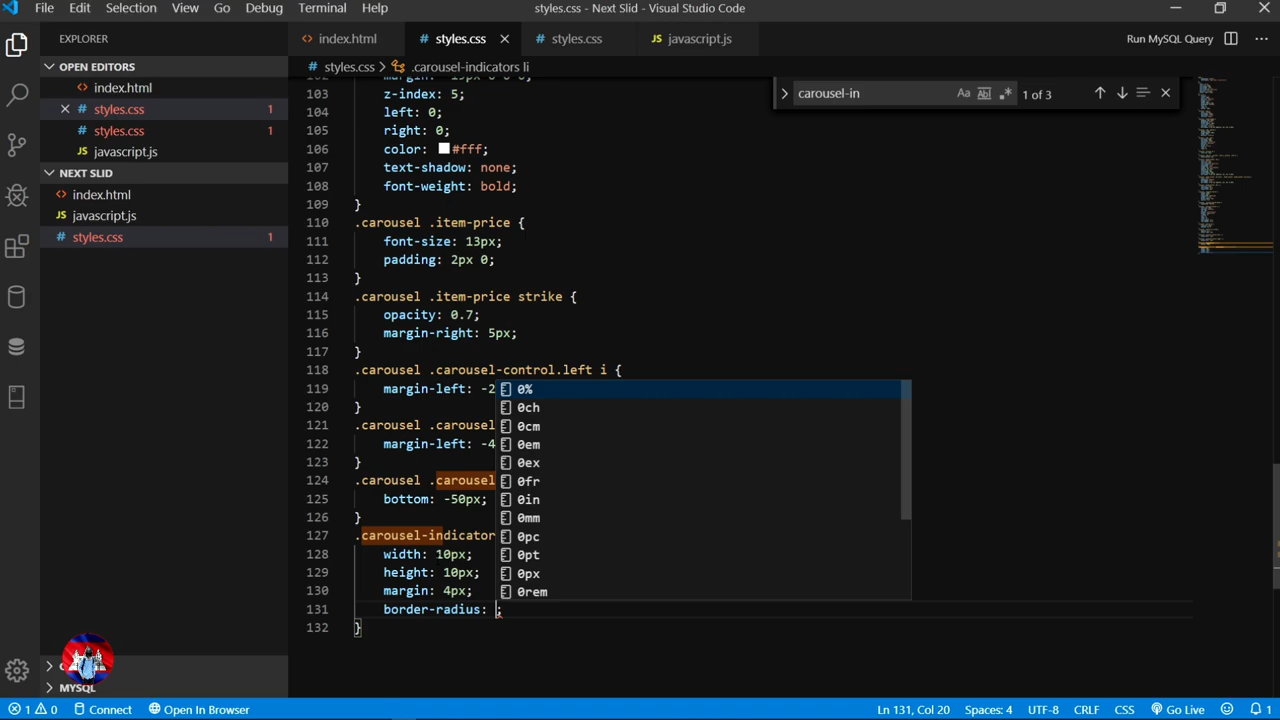 File Edit Selection View Go Debug Terminal Help
styles.css - Next Slid - Visual Studio Code
EXPLORER
index.html
styles.css
styles.css
javascript.js
Run MySQL Query
OPEN EDITORS
index.html
styles.css 1
styles.css 1
javascript.js
NEXT SLID
index.html
javascript.js
styles.css 1
MYSQL
styles.css > .carousel-indicators li
carousel-in
Aa Abl
1 of 3
103 z-index: 5;
104 left: 0;
105 right: 0;
106 color: #fff;
107 text-shadow: none;
108 font-weight: bold;
109 }
110 .carousel .item-price {
111 font-size: 13px;
112 padding: 2px 0;
113 }
114 .carousel .item-price strike {
115 opacity: 0.7;
116 margin-right: 5px;
117 }
118 .carousel .carousel-control.left i {
119 margin-left: -2
120 }
121 .carousel .carousel
122 margin-left: -4
123 }
124 .carousel .carousel
125 bottom: -50px;
126 }
127 .carousel-indicator
128 width: 10px;
129 height: 10px;
130 margin: 4px;
131 border-radius: ;
132 }
0%
0ch
0cm
0em
0ex
0fr
0in
0mm
0pc
0pt
0px
0rem
1 0 Connect Open In Browser
Ln 131, Col 20 Spaces: 4 UTF-8 CRLF CSS Go Live 1